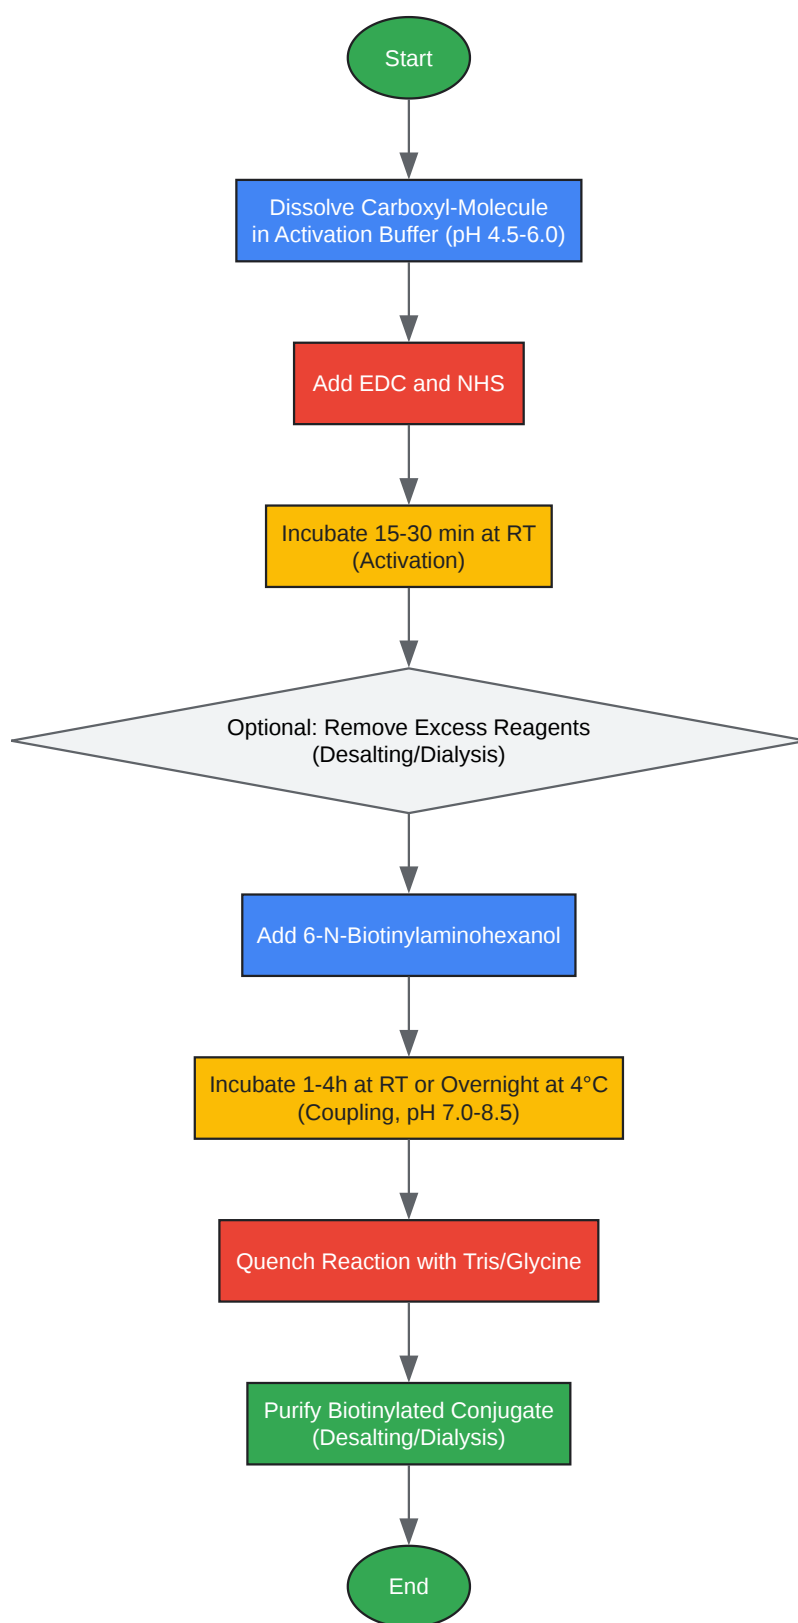 Start
Dissolve Carboxyl-Molecule
in Activation Buffer (pH 4.5-6.0)
Add EDC and NHS
Incubate 15-30 min at RT
(Activation)
Optional: Remove Excess Reagents
(Desalting/Dialysis)
Add 6-N-Biotinylaminohexanol
Incubate 1-4h at RT or Overnight at 4°C
(Coupling, pH 7.0-8.5)
Quench Reaction with Tris/Glycine
Purify Biotinylated Conjugate
(Desalting/Dialysis)
End